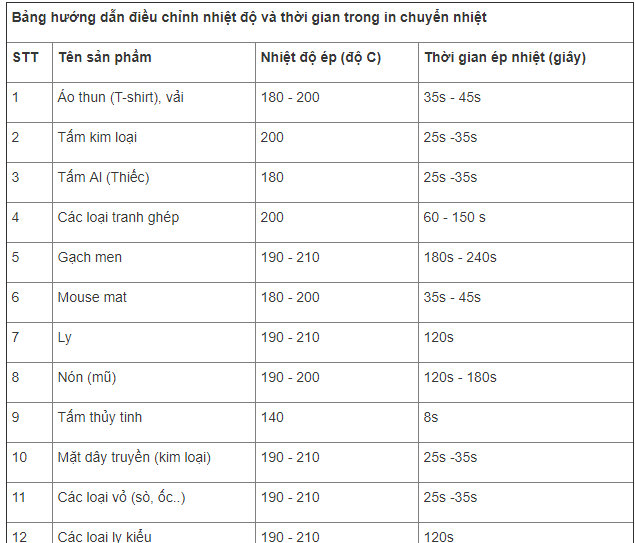 Bảng hướng dẫn điều chỉnh nhiệt độ và thời gian trong in chuyển nhiệt
STT Tên sản phẩm Nhiệt độ ép (độ C) Thời gian ép nhiệt (giây)
1 Áo thun (T-shirt), vải 180 - 200 35s - 45s
2 Tấm kim loại 200 25s -35s
3 Tấm Al (Thiếc) 180 25s -35s
4 Các loại tranh ghép 200 60 - 150 s
5 Gạch men 190 - 210 180s - 240s
6 Mouse mat 180 - 200 35s - 45s
7 Ly 190 - 210 120s
8 Nón (mũ) 190 - 200 120s - 180s
9 Tấm thủy tinh 140 8s
10 Mặt dây truyền (kim loại) 190 - 210 25s -35s
11 Các loại vỏ (sò, ốc..) 190 - 210 25s -35s
12 Các loại ly kiểu 190 - 210 120s